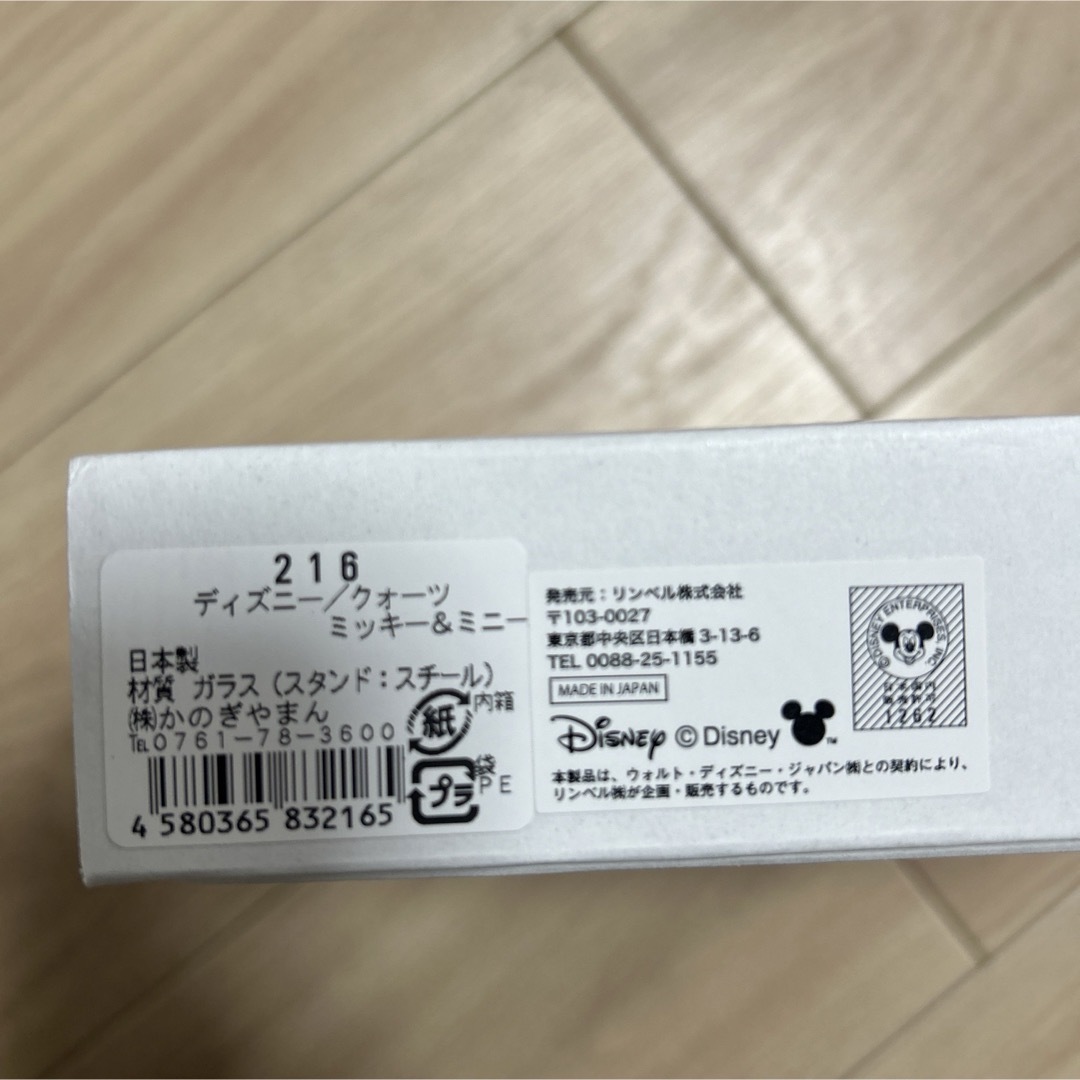 216
ディズニー／クォーツ
ミッキー＆ミニー
日本製
材質 ガラス（スタンド：スチール）
㈱かのぎやまん
℡0761-78-3600
紙
内箱
プラ
袋
PE
4 580365 832165
発売元：リンベル株式会社
〒103-0027
東京都中央区日本橋3-13-6
TEL 0088-25-1155
MADE IN JAPAN
Disney ©Disney ™
本製品は、ウォルト・ディズニー・ジャパン㈱との契約により、
リンベル㈱が企画・販売するものです。
©DISNEY ENTERPRISES, INC.
1262